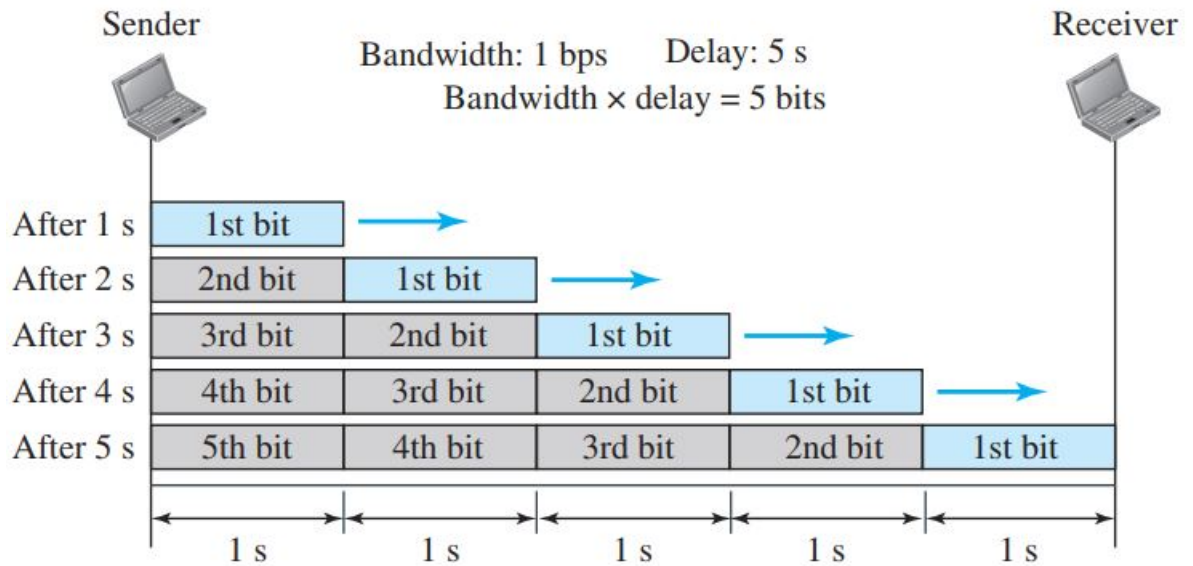 Sender Receiver
Bandwidth: 1 bps Delay: 5 s
Bandwidth × delay = 5 bits
After 1 s 1st bit
After 2 s 2nd bit 1st bit
After 3 s 3rd bit 2nd bit 1st bit
After 4 s 4th bit 3rd bit 2nd bit 1st bit
After 5 s 5th bit 4th bit 3rd bit 2nd bit 1st bit
1 s 1 s 1 s 1 s 1 s